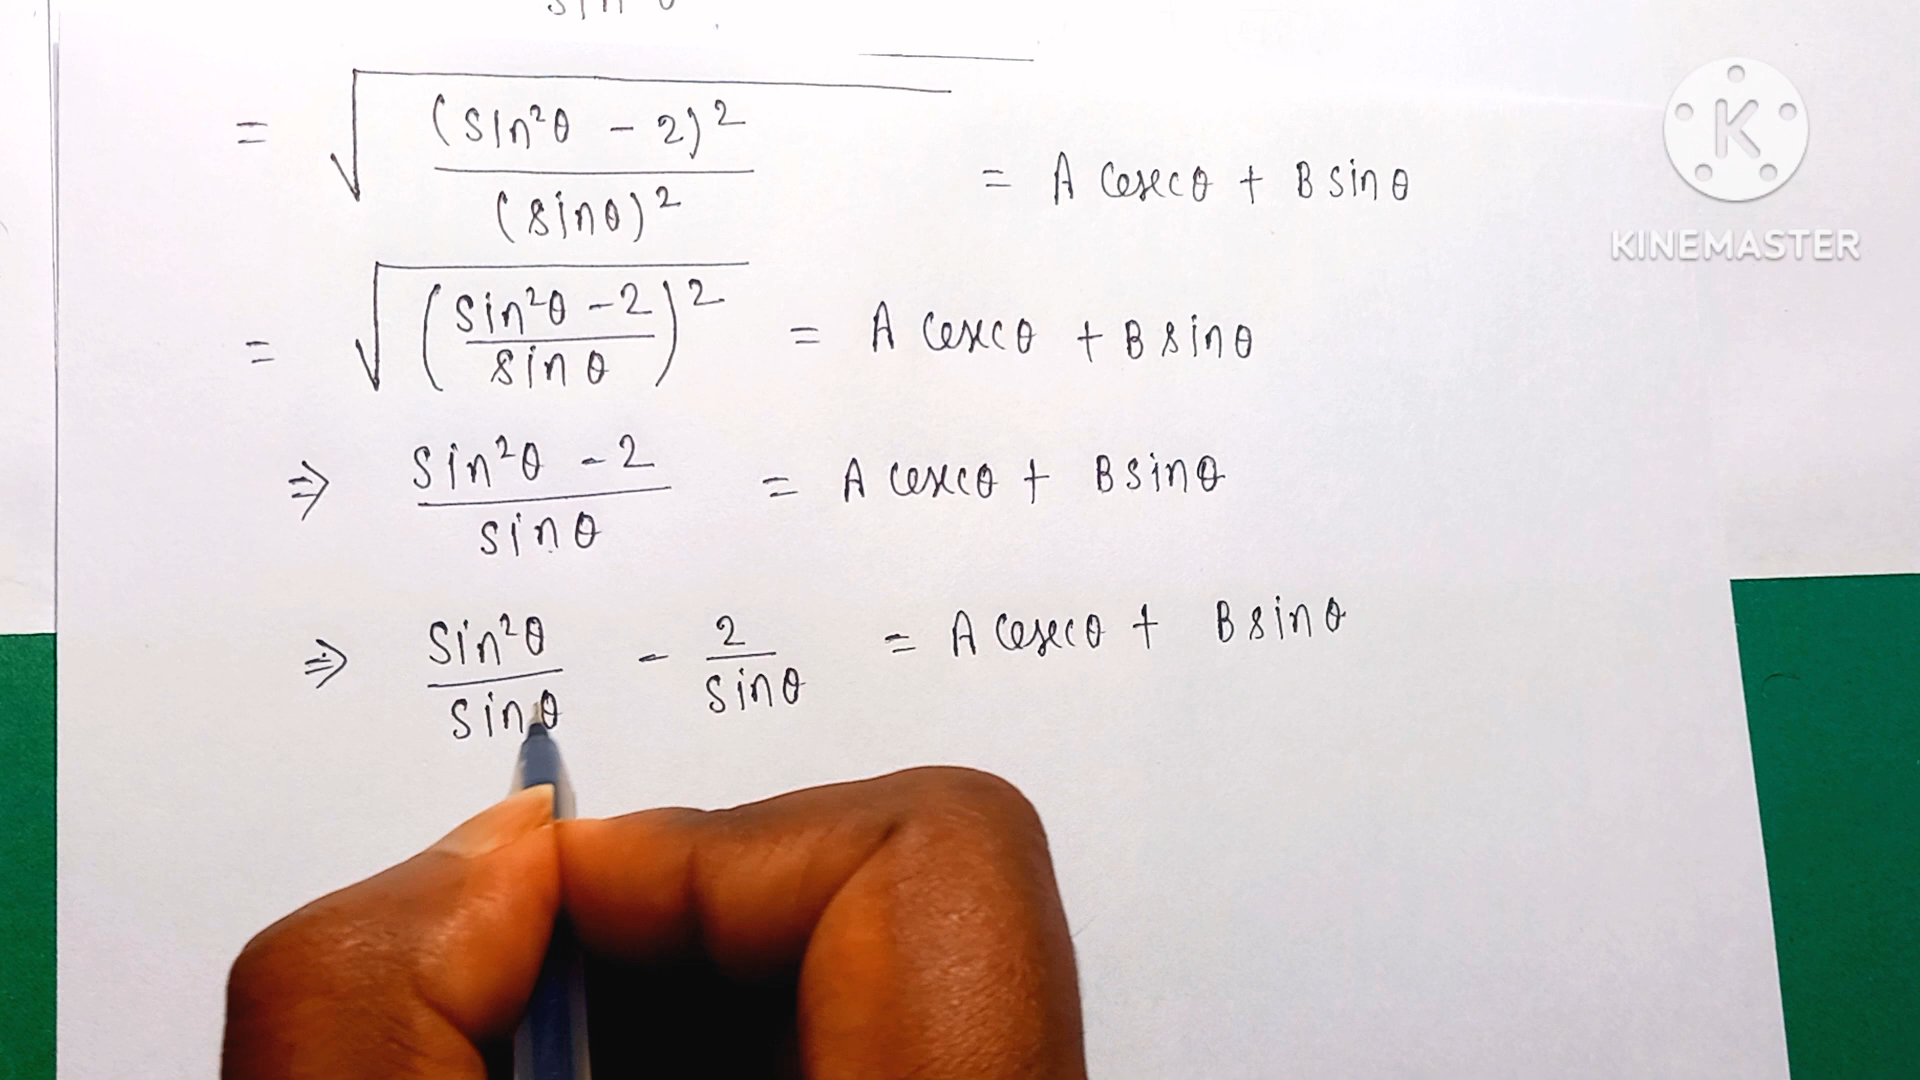 = √((sin²θ - 2)² / (sinθ)²) = A cosecθ + B sinθ
K
KINEMASTER
= √((sin²θ - 2 / sinθ)²) = A cosecθ + B sinθ
⇒ sin²θ - 2 / sinθ = A cosecθ + B sinθ
⇒ sin²θ / sinθ - 2 / sinθ = A cosecθ + B sinθ